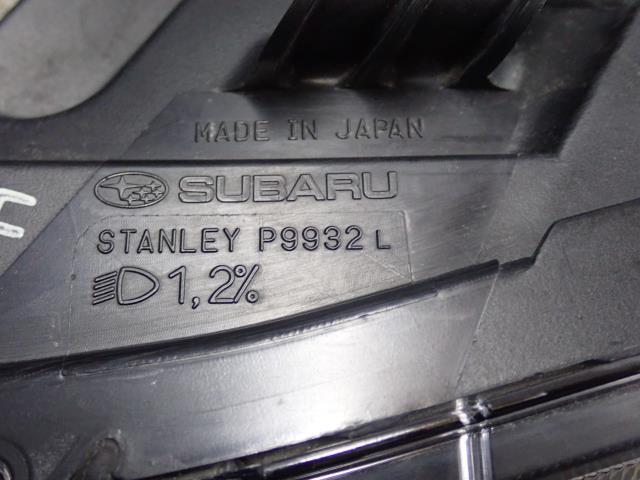 MADE IN JAPAN
SUBARU
STANLEY P9932 L
1,2%